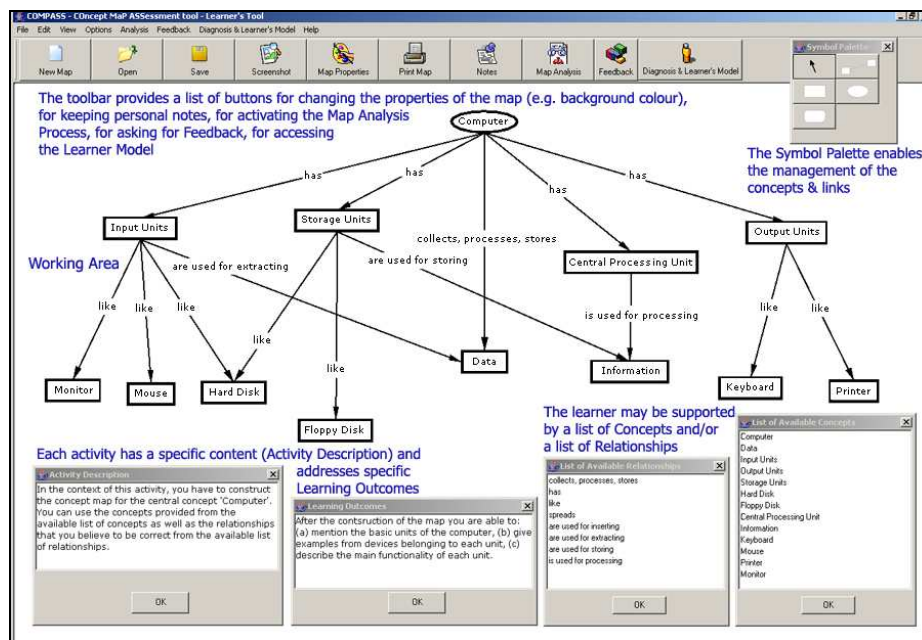 COMPASS - COncept MaP ASSessment tool - Learner's Tool
File Edit View Options Analysis Feedback Diagnosis & Learner's Model Help
New Map Open Save Screenshot Map Properties Print Map Notes Map Analysis Feedback Diagnosis & Learner's Model
Symbol Palette
The toolbar provides a list of buttons for changing the properties of the map (e.g. background colour),
for keeping personal notes, for activating the Map Analysis
Process, for asking for Feedback, for accessing
the Learner Model
The Symbol Palette enables
the management of the
concepts & links
Computer
has
has
has
has
Input Units
Storage Units
Output Units
collects, processes, stores
Working Area
are used for extracting
are used for storing
Central Processing Unit
like
like
like
like
like
is used for processing
like
like
Monitor
Mouse
Hard Disk
Data
Information
Keyboard
Printer
Floppy Disk
The learner may be supported
by a list of Concepts and/or
a list of Relationships
Each activity has a specific content (Activity Description) and
addresses specific
Learning Outcomes
Activity Description
In the context of this activity, you have to construct
the concept map for the central concept 'Computer'.
You can use the concepts provided from the
available list of concepts as well as the relationships
that you believe to be correct from the available list
of relationships.
OK
Learning Outcomes
After the contsruction of the map you are able to:
(a) mention the basic units of the computer, (b) give
examples from devices belonging to each unit, (c)
describe the main functionality of each unit.
OK
List of Available Relationships
collects, processes, stores
has
like
spreads
are used for inserting
are used for extracting
are used for storing
is used for processing
OK
List of Available Concepts
Computer
Data
Input Units
Output Units
Storage Units
Hard Disk
Floppy Disk
Central Processing Unit
Information
Keyboard
Mouse
Printer
Monitor
OK